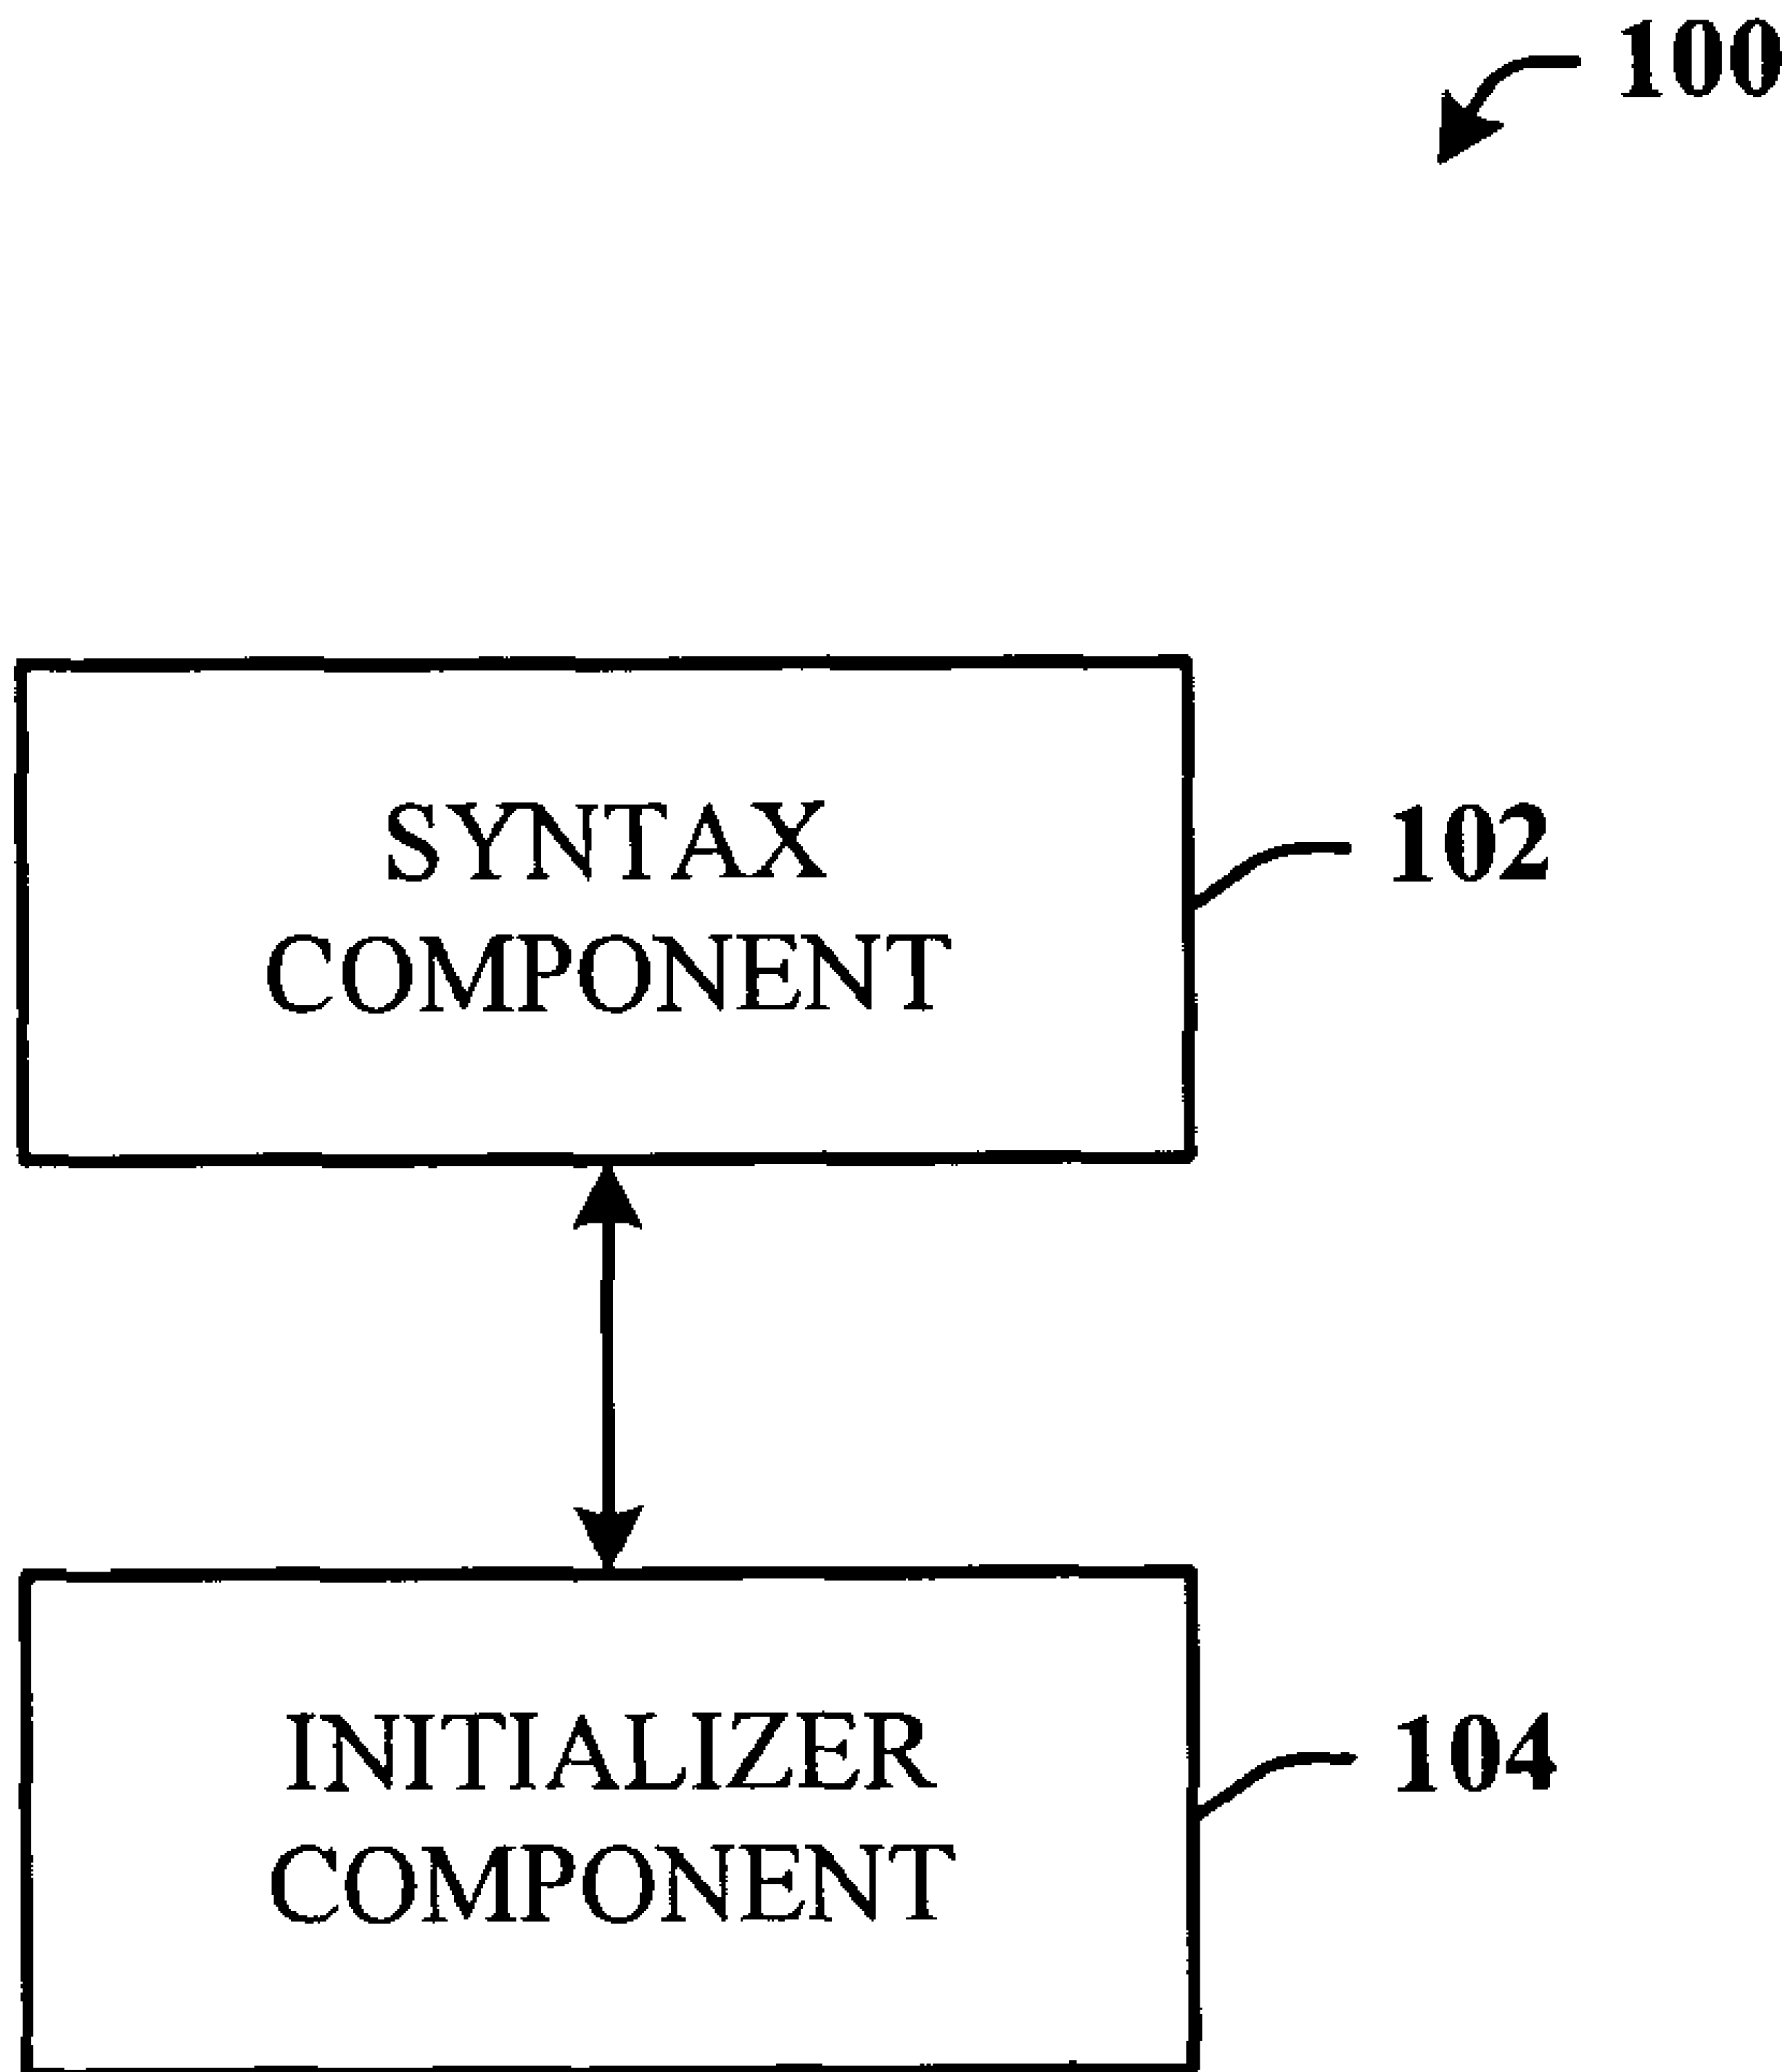 100
SYNTAX
COMPONENT
102
INITIALIZER
COMPONENT
104